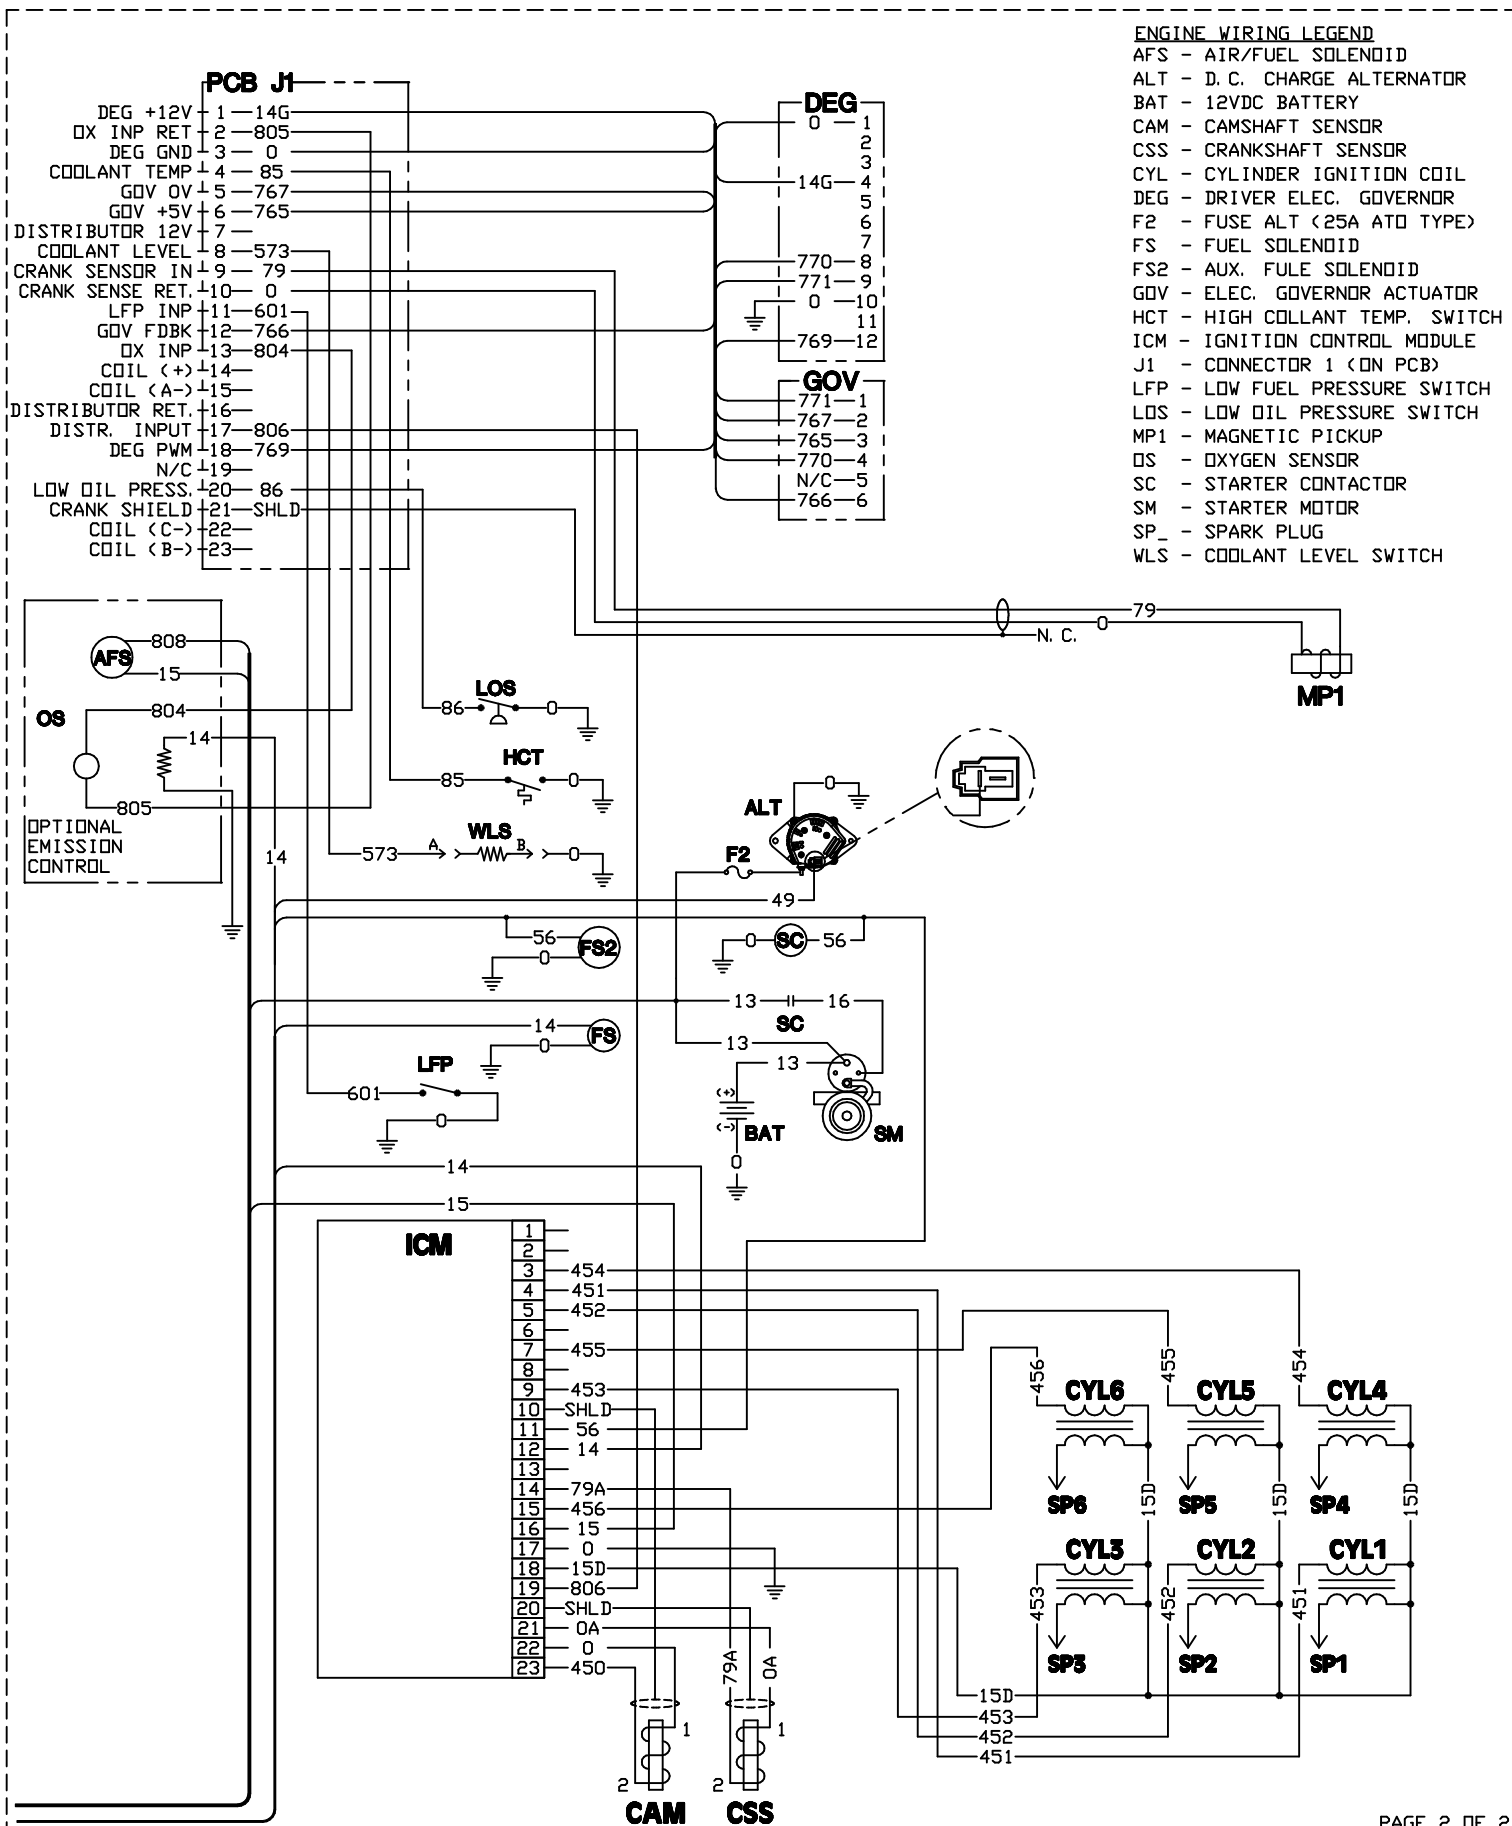 ENGINE WIRING LEGEND
AFS - AIR/FUEL SOLENOID
ALT - D.C. CHARGE ALTERNATOR
BAT - 12VDC BATTERY
CAM - CAMSHAFT SENSOR
CSS - CRANKSHAFT SENSOR
CYL - CYLINDER IGNITION COIL
DEG - DRIVER ELEC. GOVERNOR
F2 - FUSE ALT (25A ATO TYPE)
FS - FUEL SOLENOID
FS2 - AUX. FULE SOLENOID
GOV - ELEC. GOVERNOR ACTUATOR
HCT - HIGH COLLANT TEMP. SWITCH
ICM - IGNITION CONTROL MODULE
J1 - CONNECTOR 1 (ON PCB)
LFP - LOW FUEL PRESSURE SWITCH
LOS - LOW OIL PRESSURE SWITCH
MP1 - MAGNETIC PICKUP
OS - OXYGEN SENSOR
SC - STARTER CONTACTOR
SM - STARTER MOTOR
SP_ - SPARK PLUG
WLS - COOLANT LEVEL SWITCH
PCB J1
DEG +12V 1 14G
OX INP RET 2 805
DEG GND 3 0
COOLANT TEMP 4 85
GOV 0V 5 767
GOV +5V 6 765
DISTRIBUTOR 12V 7
COOLANT LEVEL 8 573
CRANK SENSOR IN 9 79
CRANK SENSE RET. 10 0
LFP INP 11 601
GOV FDBK 12 766
OX INP 13 804
COIL (+) 14
COIL (A-) 15
DISTRIBUTOR RET. 16
DISTR. INPUT 17 806
DEG PWM 18 769
N/C 19
LOW OIL PRESS. 20 86
CRANK SHIELD 21 SHLD
COIL (C-) 22
COIL (B-) 23
DEG
0 1
2
3
14G 4
5
6
7
770 8
771 9
0 10
11
769 12
GOV
771 1
767 2
765 3
770 4
N/C 5
766 6
79
0
N.C.
MP1
AFS
808
15
OS
804
14
805
OPTIONAL
EMISSION
CONTROL
14
LOS
86 0
HCT
85 0
WLS
573 A B 0
ALT
0
F2
49
56 FS2
0
0 SC 56
13 16
SC
14 FS
0
13
13
LFP
601
0
(+)
(-)
BAT
0
SM
14
15
ICM
1
2
3 454
4 451
5 452
6
7 455
8
9 453
10 SHLD
11 56
12 14
13
14 79A
15 456
16 15
17 0
18 15D
19 806
20 SHLD
21 0A
22 0
23 450
456 CYL6
455 CYL5
454 CYL4
SP6 15D
SP5 15D
SP4 15D
453 CYL3
452 CYL2
451 CYL1
SP3
SP2
SP1
79A
0A
15D
453
452
451
1
2
CAM
1
2
CSS
PAGE 2 OF 2